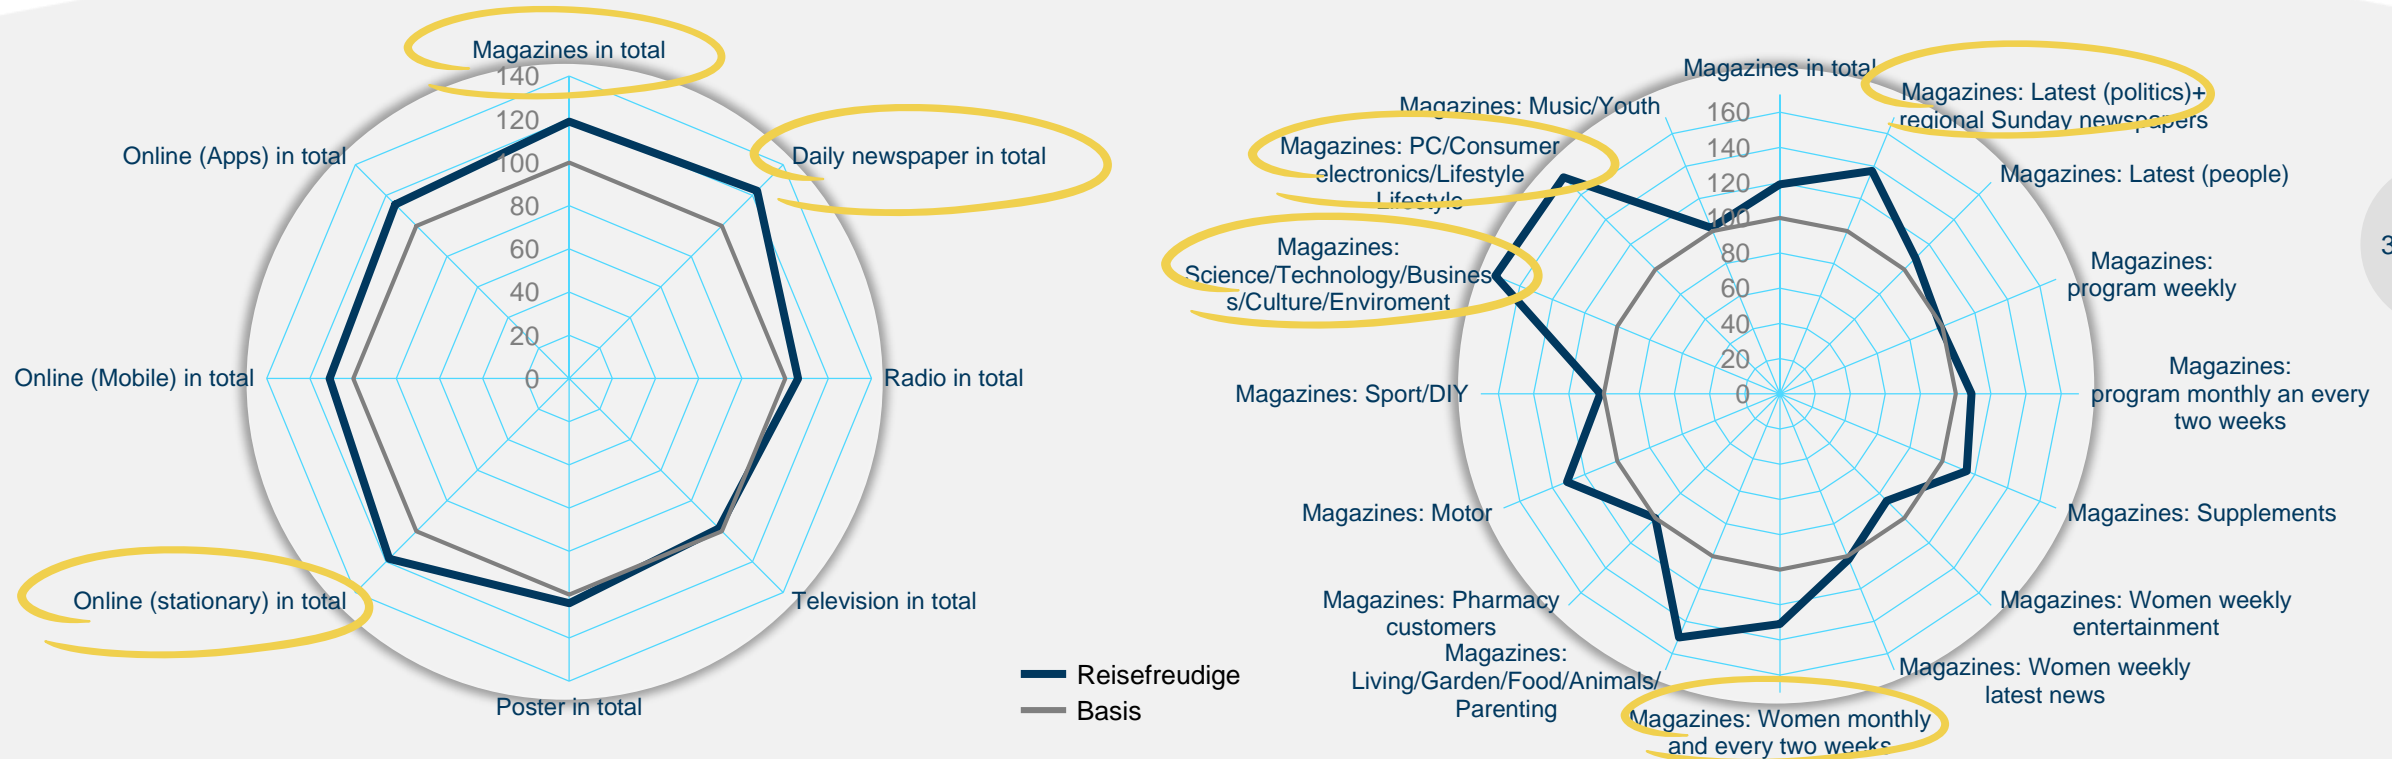 Magazines in total
140
120
100
80
60
40
20
0
Daily newspaper in total
Radio in total
Television in total
Poster in total
Online (stationary) in total
Online (Mobile) in total
Online (Apps) in total
Reisefreudige
Basis
Magazines in total
160
140
120
100
80
60
40
20
0
Magazines: Latest (politics)+
regional Sunday newspapers
Magazines: Latest (people)
Magazines:
program weekly
Magazines:
program monthly an every
two weeks
Magazines: Supplements
Magazines: Women weekly
entertainment
Magazines: Women weekly
latest news
Magazines: Women monthly
and every two weeks
Magazines:
Living/Garden/Food/Animals/
Parenting
Magazines: Pharmacy
customers
Magazines: Motor
Magazines: Sport/DIY
Magazines:
Science/Technology/Busines
s/Culture/Enviroment
Magazines: PC/Consumer
electronics/Lifestyle
Lifestyle
Magazines: Music/Youth
3